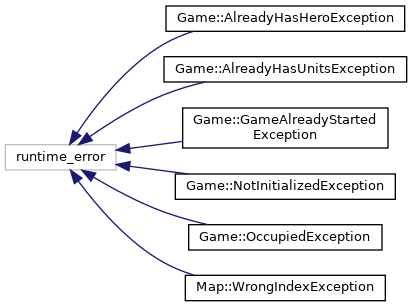 Game::AlreadyHasHeroException
Game::AlreadyHasUnitsException
Game::GameAlreadyStarted
Exception
runtime_error
Game::NotInitializedException
Game::OccupiedException
Map::WrongIndexException